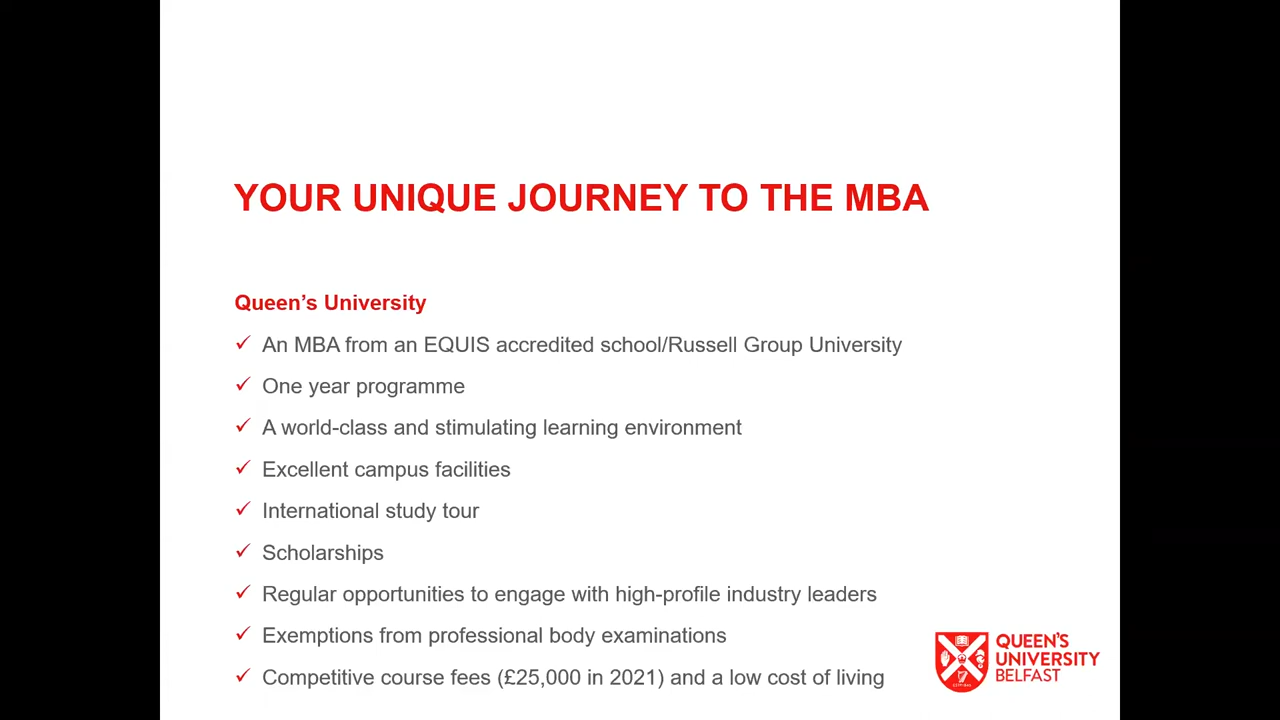 YOUR UNIQUE JOURNEY TO THE MBA
Queen’s University
✓ An MBA from an EQUIS accredited school/Russell Group University
✓ One year programme
✓ A world-class and stimulating learning environment
✓ Excellent campus facilities
✓ International study tour
✓ Scholarships
✓ Regular opportunities to engage with high-profile industry leaders
✓ Exemptions from professional body examinations
✓ Competitive course fees (£25,000 in 2021) and a low cost of living
QUEEN’S
UNIVERSITY
BELFAST